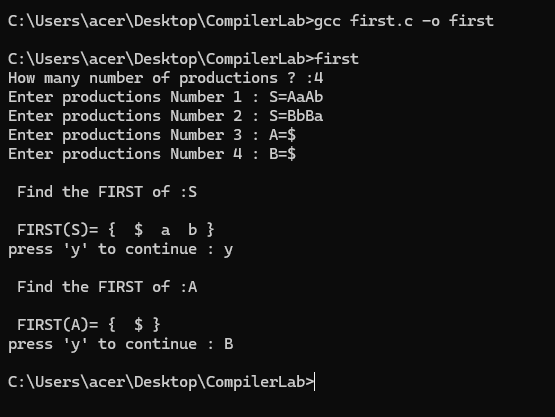 C:\Users\acer\Desktop\CompilerLab>gcc first.c -o first
C:\Users\acer\Desktop\CompilerLab>first
How many number of productions ? :4
Enter productions Number 1 : S=AaAb
Enter productions Number 2 : S=BbBa
Enter productions Number 3 : A=$
Enter productions Number 4 : B=$
Find the FIRST of :S
FIRST(S)= {  $  a  b }
press 'y' to continue : y
Find the FIRST of :A
FIRST(A)= {  $ }
press 'y' to continue : B
C:\Users\acer\Desktop\CompilerLab>